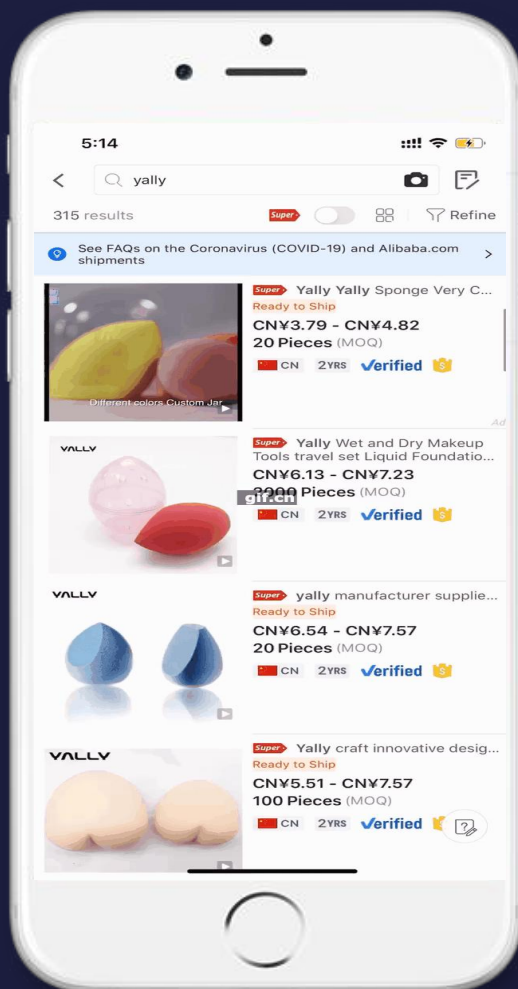 5:14
yally
315 results
Super
Refine
See FAQs on the Coronavirus (COVID-19) and Alibaba.com
shipments
Different colors Custom Jar
Super Yally Yally Sponge Very C...
Ready to Ship
CN¥3.79 - CN¥4.82
20 Pieces (MOQ)
CN 2YRS Verified
Ad
YALLY
Super Yally Wet and Dry Makeup
Tools travel set Liquid Foundatio...
CN¥6.13 - CN¥7.23
3000 Pieces (MOQ)
gif.cn
CN 2YRS Verified
YALLY
Super yally manufacturer supplie...
Ready to Ship
CN¥6.54 - CN¥7.57
20 Pieces (MOQ)
CN 2YRS Verified
YALLY
Super Yally craft innovative desig...
Ready to Ship
CN¥5.51 - CN¥7.57
100 Pieces (MOQ)
CN 2YRS Verified